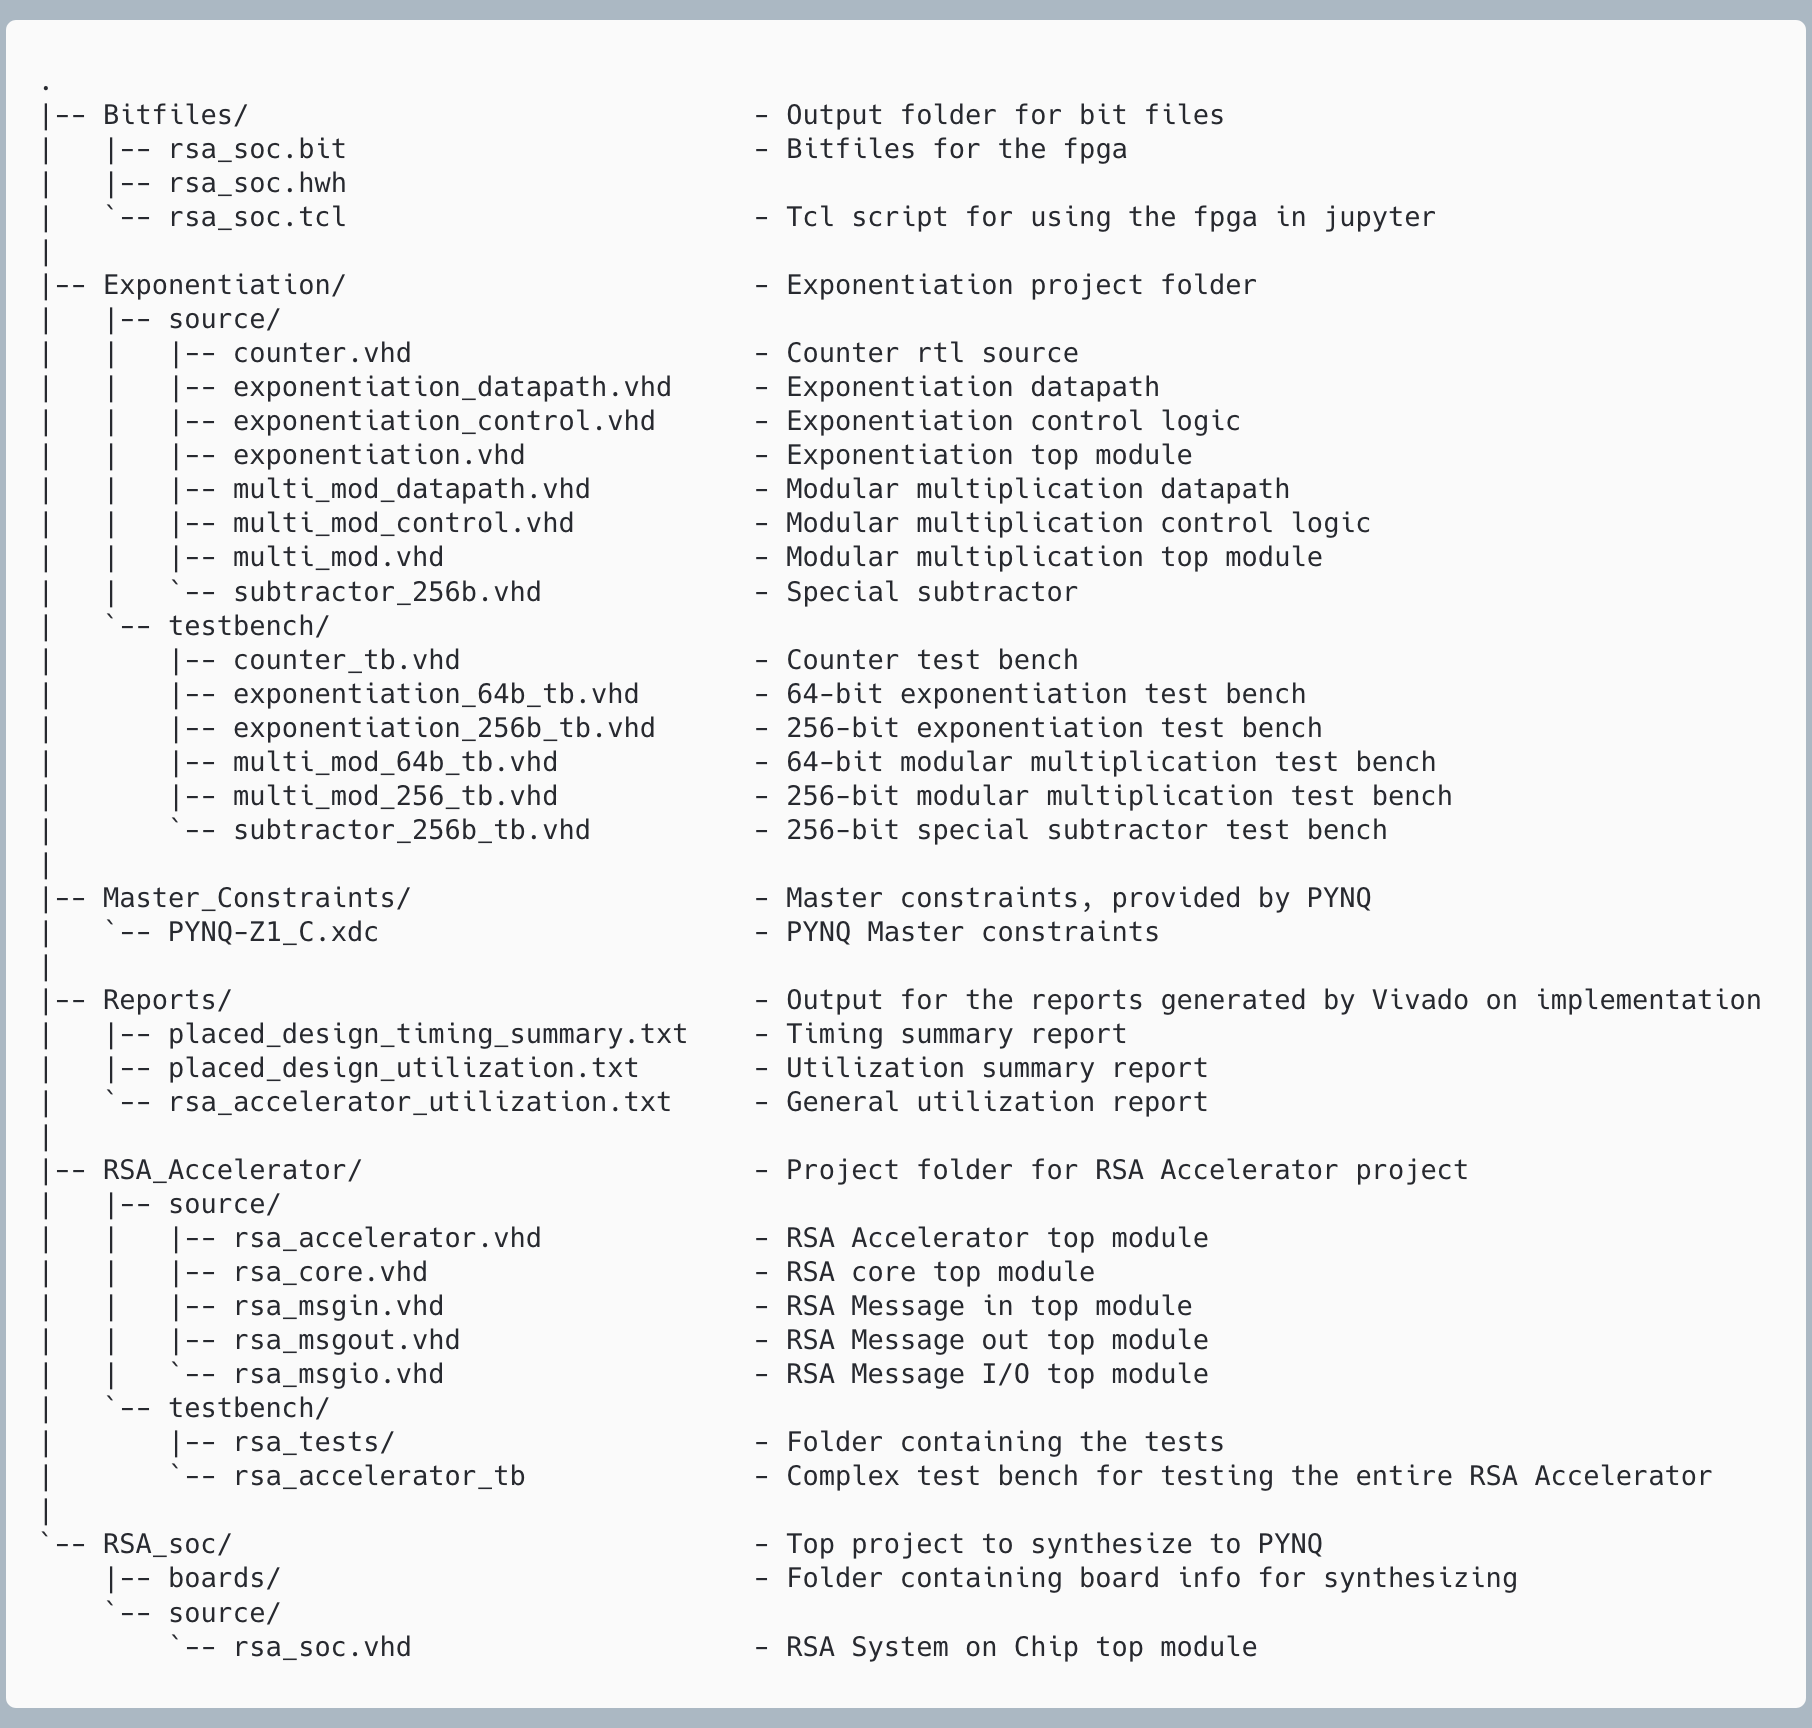 .
|-- Bitfiles/                               - Output folder for bit files
|   |-- rsa_soc.bit                         - Bitfiles for the fpga
|   |-- rsa_soc.hwh
|   `-- rsa_soc.tcl                         - Tcl script for using the fpga in jupyter
|
|-- Exponentiation/                         - Exponentiation project folder
|   |-- source/
|   |   |-- counter.vhd                     - Counter rtl source
|   |   |-- exponentiation_datapath.vhd     - Exponentiation datapath
|   |   |-- exponentiation_control.vhd      - Exponentiation control logic
|   |   |-- exponentiation.vhd              - Exponentiation top module
|   |   |-- multi_mod_datapath.vhd          - Modular multiplication datapath
|   |   |-- multi_mod_control.vhd           - Modular multiplication control logic
|   |   |-- multi_mod.vhd                   - Modular multiplication top module
|   |   `-- subtractor_256b.vhd             - Special subtractor
|   `-- testbench/
|       |-- counter_tb.vhd                  - Counter test bench
|       |-- exponentiation_64b_tb.vhd       - 64-bit exponentiation test bench
|       |-- exponentiation_256b_tb.vhd      - 256-bit exponentiation test bench
|       |-- multi_mod_64b_tb.vhd            - 64-bit modular multiplication test bench
|       |-- multi_mod_256_tb.vhd            - 256-bit modular multiplication test bench
|       `-- subtractor_256b_tb.vhd          - 256-bit special subtractor test bench
|
|-- Master_Constraints/                     - Master constraints, provided by PYNQ
|   `-- PYNQ-Z1_C.xdc                       - PYNQ Master constraints
|
|-- Reports/                                - Output for the reports generated by Vivado on implementation
|   |-- placed_design_timing_summary.txt    - Timing summary report
|   |-- placed_design_utilization.txt       - Utilization summary report
|   `-- rsa_accelerator_utilization.txt     - General utilization report
|
|-- RSA_Accelerator/                        - Project folder for RSA Accelerator project
|   |-- source/
|   |   |-- rsa_accelerator.vhd             - RSA Accelerator top module
|   |   |-- rsa_core.vhd                    - RSA core top module
|   |   |-- rsa_msgin.vhd                   - RSA Message in top module
|   |   |-- rsa_msgout.vhd                  - RSA Message out top module
|   |   `-- rsa_msgio.vhd                   - RSA Message I/O top module
|   `-- testbench/
|       |-- rsa_tests/                      - Folder containing the tests
|       `-- rsa_accelerator_tb              - Complex test bench for testing the entire RSA Accelerator
|
`-- RSA_soc/                                - Top project to synthesize to PYNQ
    |-- boards/                             - Folder containing board info for synthesizing
    `-- source/
        `-- rsa_soc.vhd                     - RSA System on Chip top module